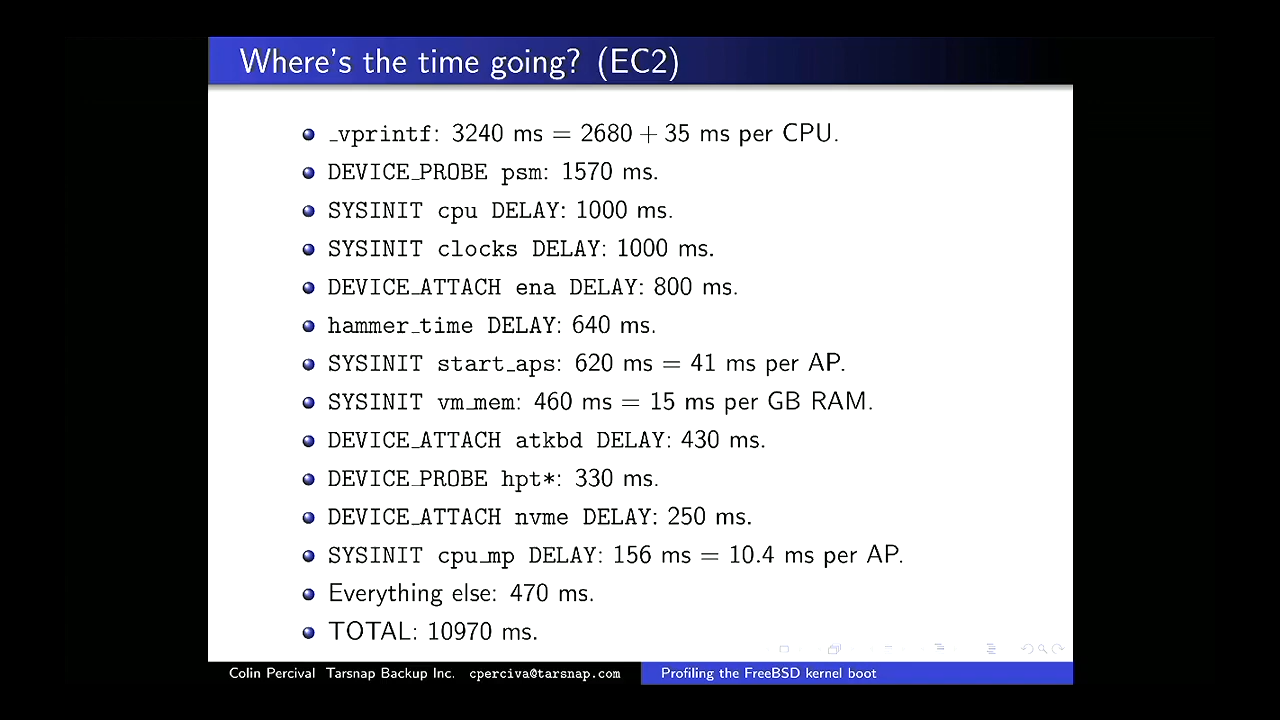 Where's the time going? (EC2)
_vprintf: 3240 ms = 2680 + 35 ms per CPU.
DEVICE_PROBE psm: 1570 ms.
SYSINIT cpu DELAY: 1000 ms.
SYSINIT clocks DELAY: 1000 ms.
DEVICE_ATTACH ena DELAY: 800 ms.
hammer_time DELAY: 640 ms.
SYSINIT start_aps: 620 ms = 41 ms per AP.
SYSINIT vm_mem: 460 ms = 15 ms per GB RAM.
DEVICE_ATTACH atkbd DELAY: 430 ms.
DEVICE_PROBE hpt*: 330 ms.
DEVICE_ATTACH nvme DELAY: 250 ms.
SYSINIT cpu_mp DELAY: 156 ms = 10.4 ms per AP.
Everything else: 470 ms.
TOTAL: 10970 ms.
Colin Percival Tarsnap Backup Inc. cperciva@tarsnap.com Profiling the FreeBSD kernel boot